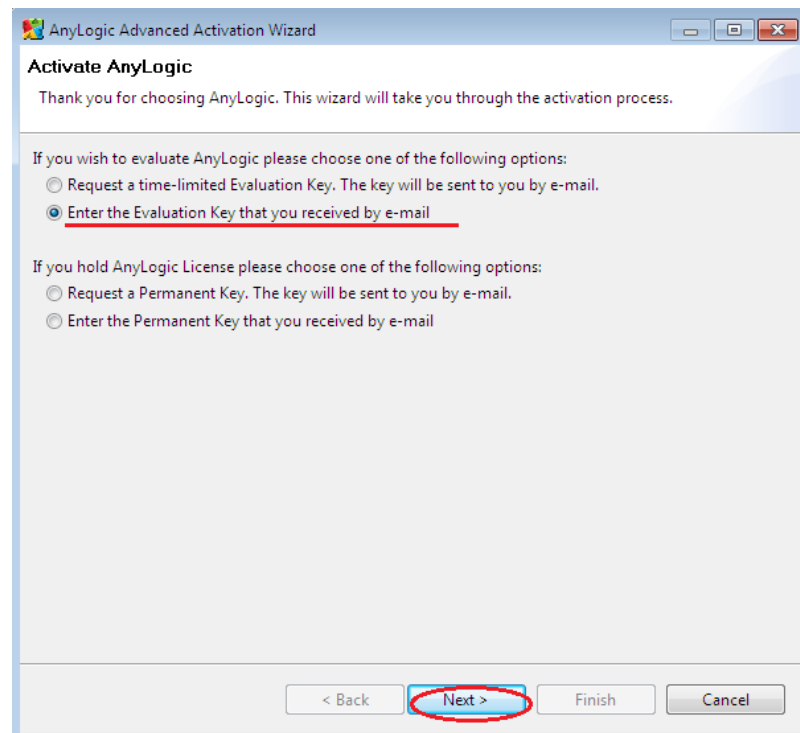 AnyLogic Advanced Activation Wizard
Activate AnyLogic
Thank you for choosing AnyLogic. This wizard will take you through the activation process.
If you wish to evaluate AnyLogic please choose one of the following options:
Request a time-limited Evaluation Key. The key will be sent to you by e-mail.
Enter the Evaluation Key that you received by e-mail
If you hold AnyLogic License please choose one of the following options:
Request a Permanent Key. The key will be sent to you by e-mail.
Enter the Permanent Key that you received by e-mail
< Back Next > Finish Cancel